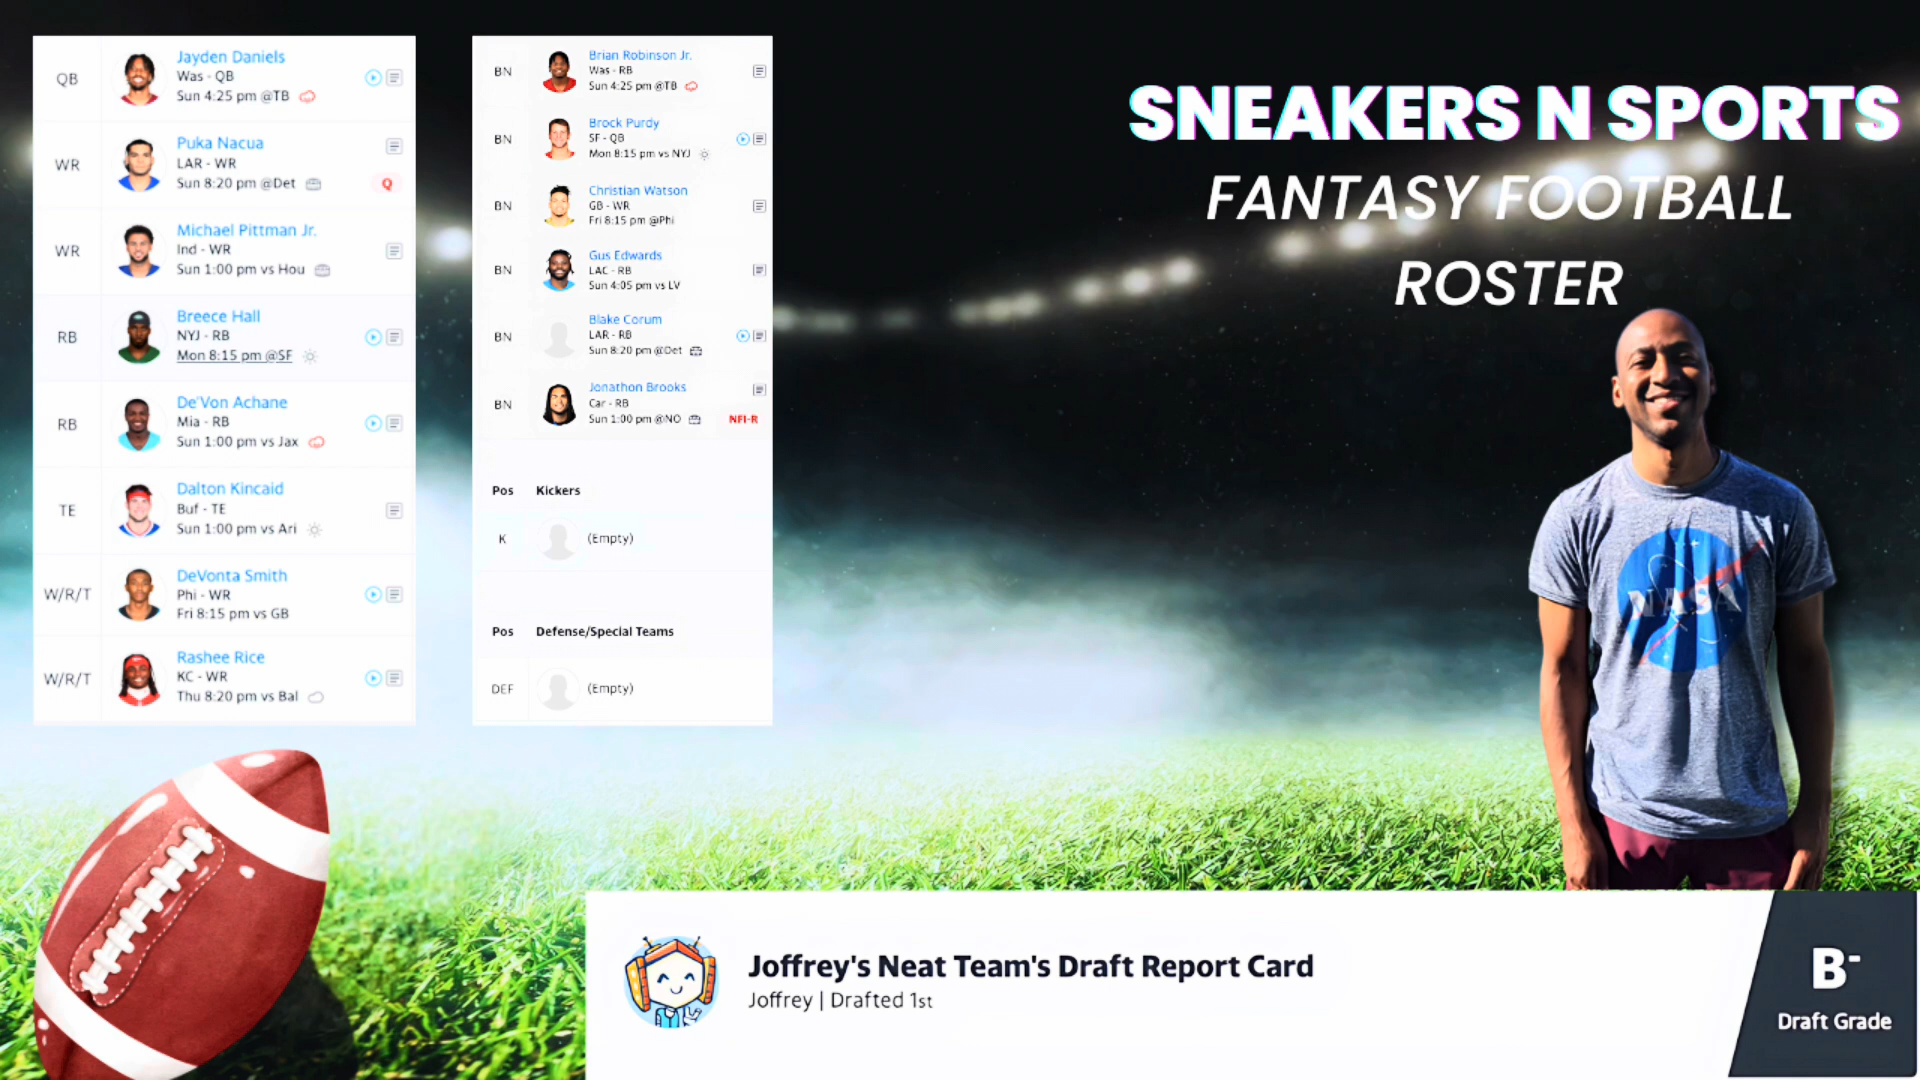 QB
Jayden Daniels
Was - QB
Sun 4:25 pm @TB
WR
Puka Nacua
LAR - WR
Sun 8:20 pm @Det
Q
WR
Michael Pittman Jr.
Ind - WR
Sun 1:00 pm vs Hou
RB
Breece Hall
NYJ - RB
Mon 8:15 pm @SF
RB
De'Von Achane
Mia - RB
Sun 1:00 pm vs Jax
TE
Dalton Kincaid
Buf - TE
Sun 1:00 pm vs Ari
W/R/T
DeVonta Smith
Phi - WR
Fri 8:15 pm vs GB
W/R/T
Rashee Rice
KC - WR
Thu 8:20 pm vs Bal
BN
Brian Robinson Jr.
Was - RB
Sun 4:25 pm @TB
BN
Brock Purdy
SF - QB
Mon 8:15 pm vs NYJ
BN
Christian Watson
GB - WR
Fri 8:15 pm @Phi
BN
Gus Edwards
LAC - RB
Sun 4:05 pm vs LV
BN
Blake Corum
LAR - RB
Sun 8:20 pm @Det
BN
Jonathon Brooks
Car - RB
Sun 1:00 pm @NO
NFI-R
Pos Kickers
K (Empty)
Pos Defense/Special Teams
DEF (Empty)
SNEAKERS N SPORTS
FANTASY FOOTBALL
ROSTER
NASA
Joffrey's Neat Team's Draft Report Card
Joffrey | Drafted 1st
B-
Draft Grade